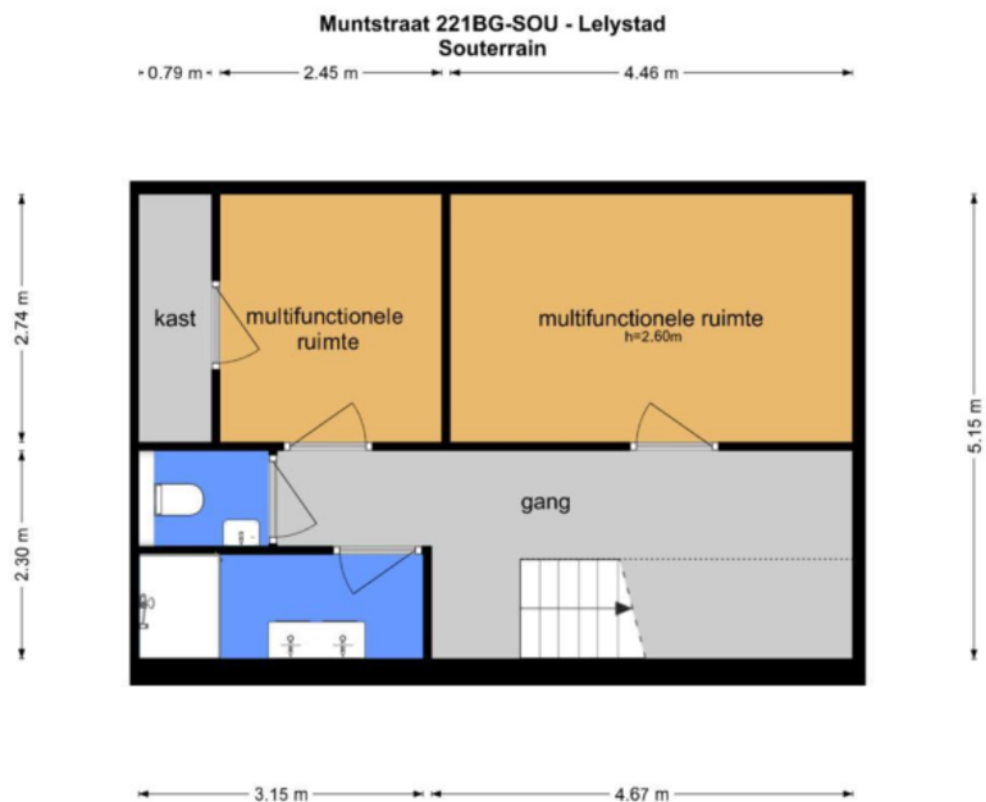 Muntstraat 221BG-SOU - Lelystad
Souterrain
0.79 m
2.45 m
4.46 m
2.74 m
kast
multifunctionele
ruimte
multifunctionele ruimte
h=2.60m
5.15 m
2.30 m
gang
3.15 m
4.67 m